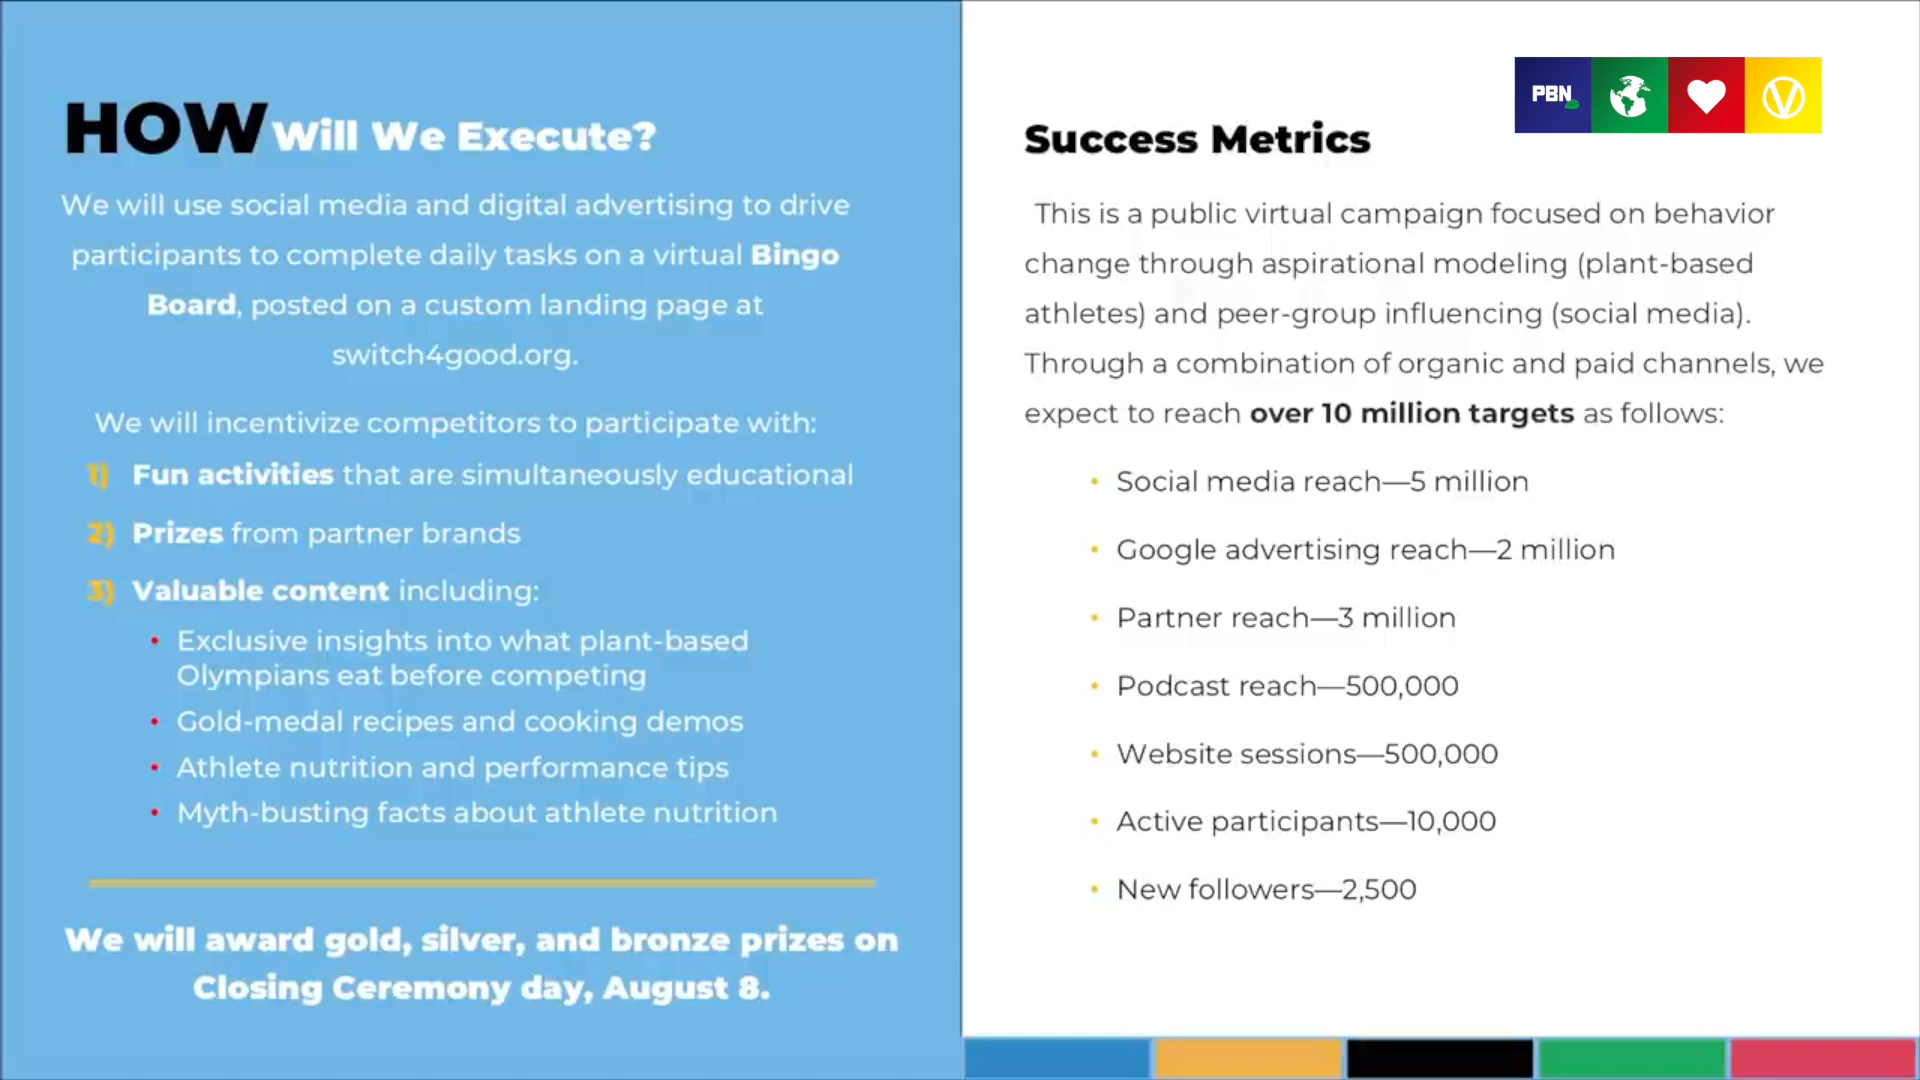 HOW Will We Execute?
We will use social media and digital advertising to drive
participants to complete daily tasks on a virtual Bingo
Board, posted on a custom landing page at
switch4good.org.
We will incentivize competitors to participate with:
1) Fun activities that are simultaneously educational
2) Prizes from partner brands
3) Valuable content including:
• Exclusive insights into what plant-based
Olympians eat before competing
• Gold-medal recipes and cooking demos
• Athlete nutrition and performance tips
• Myth-busting facts about athlete nutrition
We will award gold, silver, and bronze prizes on
Closing Ceremony day, August 8.
PBN
V
Success Metrics
This is a public virtual campaign focused on behavior
change through aspirational modeling (plant-based
athletes) and peer-group influencing (social media).
Through a combination of organic and paid channels, we
expect to reach over 10 million targets as follows:
• Social media reach—5 million
• Google advertising reach—2 million
• Partner reach—3 million
• Podcast reach—500,000
• Website sessions—500,000
• Active participants—10,000
• New followers—2,500